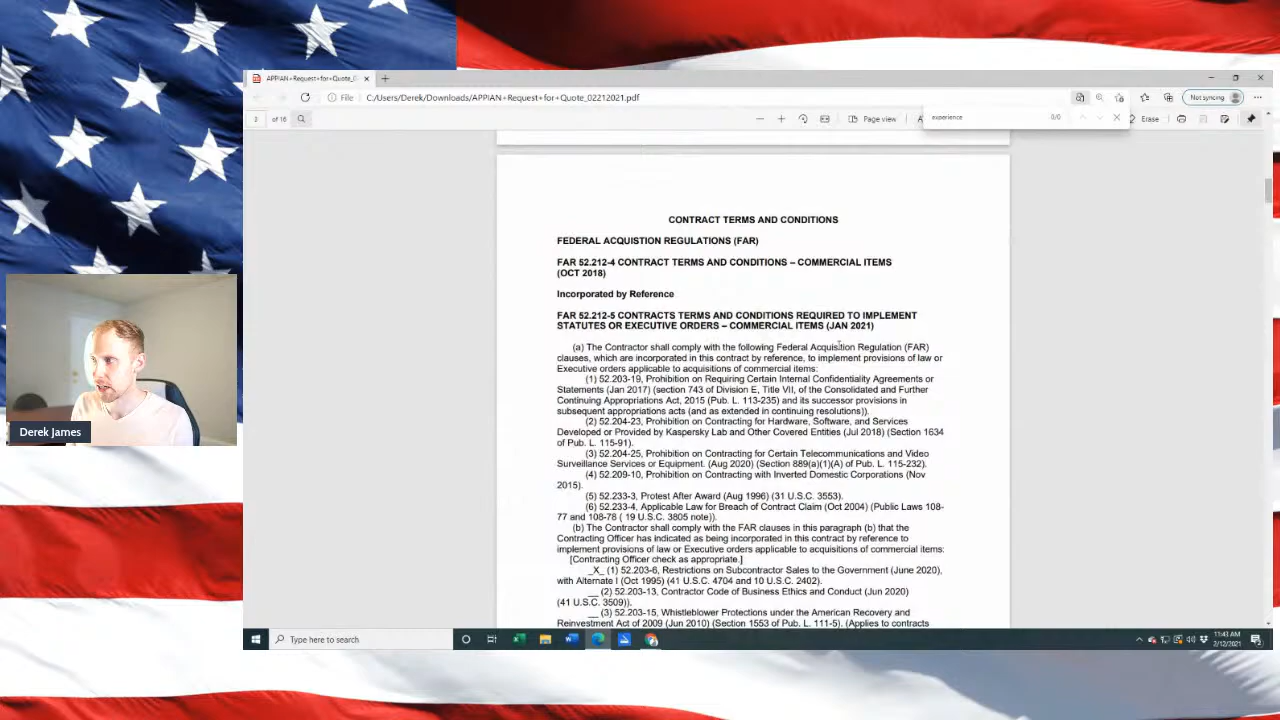 APPIAN+Request+for+Quote_0
File
C:/Users/Derek/Downloads/APPIAN+Request+for+Quote_02212021.pdf
Not syncing
of 16
Page view
experience
0/0
Erase
CONTRACT TERMS AND CONDITIONS
FEDERAL ACQUISTION REGULATIONS (FAR)
FAR 52.212-4 CONTRACT TERMS AND CONDITIONS – COMMERCIAL ITEMS
(OCT 2018)
Incorporated by Reference
FAR 52.212-5 CONTRACTS TERMS AND CONDITIONS REQUIRED TO IMPLEMENT
STATUTES OR EXECUTIVE ORDERS – COMMERCIAL ITEMS (JAN 2021)
(a) The Contractor shall comply with the following Federal Acquisition Regulation (FAR)
clauses, which are incorporated in this contract by reference, to implement provisions of law or
Executive orders applicable to acquisitions of commercial items:
(1) 52.203-19, Prohibition on Requiring Certain Internal Confidentiality Agreements or
Statements (Jan 2017) (section 743 of Division E, Title VII, of the Consolidated and Further
Continuing Appropriations Act, 2015 (Pub. L. 113-235) and its successor provisions in
subsequent appropriations acts (and as extended in continuing resolutions)).
(2) 52.204-23, Prohibition on Contracting for Hardware, Software, and Services
Developed or Provided by Kaspersky Lab and Other Covered Entities (Jul 2018) (Section 1634
of Pub. L. 115-91).
(3) 52.204-25, Prohibition on Contracting for Certain Telecommunications and Video
Surveillance Services or Equipment. (Aug 2020) (Section 889(a)(1)(A) of Pub. L. 115-232).
(4) 52.209-10, Prohibition on Contracting with Inverted Domestic Corporations (Nov
2015).
(5) 52.233-3, Protest After Award (Aug 1996) (31 U.S.C. 3553).
(6) 52.233-4, Applicable Law for Breach of Contract Claim (Oct 2004) (Public Laws 108-
77 and 108-78 ( 19 U.S.C. 3805 note)).
(b) The Contractor shall comply with the FAR clauses in this paragraph (b) that the
Contracting Officer has indicated as being incorporated in this contract by reference to
implement provisions of law or Executive orders applicable to acquisitions of commercial items:
[Contracting Officer check as appropriate.]
_X_ (1) 52.203-6, Restrictions on Subcontractor Sales to the Government (June 2020),
with Alternate I (Oct 1995) (41 U.S.C. 4704 and 10 U.S.C. 2402).
__ (2) 52.203-13, Contractor Code of Business Ethics and Conduct (Jun 2020)
(41 U.S.C. 3509)).
__ (3) 52.203-15, Whistleblower Protections under the American Recovery and
Reinvestment Act of 2009 (Jun 2010) (Section 1553 of Pub. L. 111-5). (Applies to contracts
Derek James
Type here to search
11:43 AM
2/12/2021